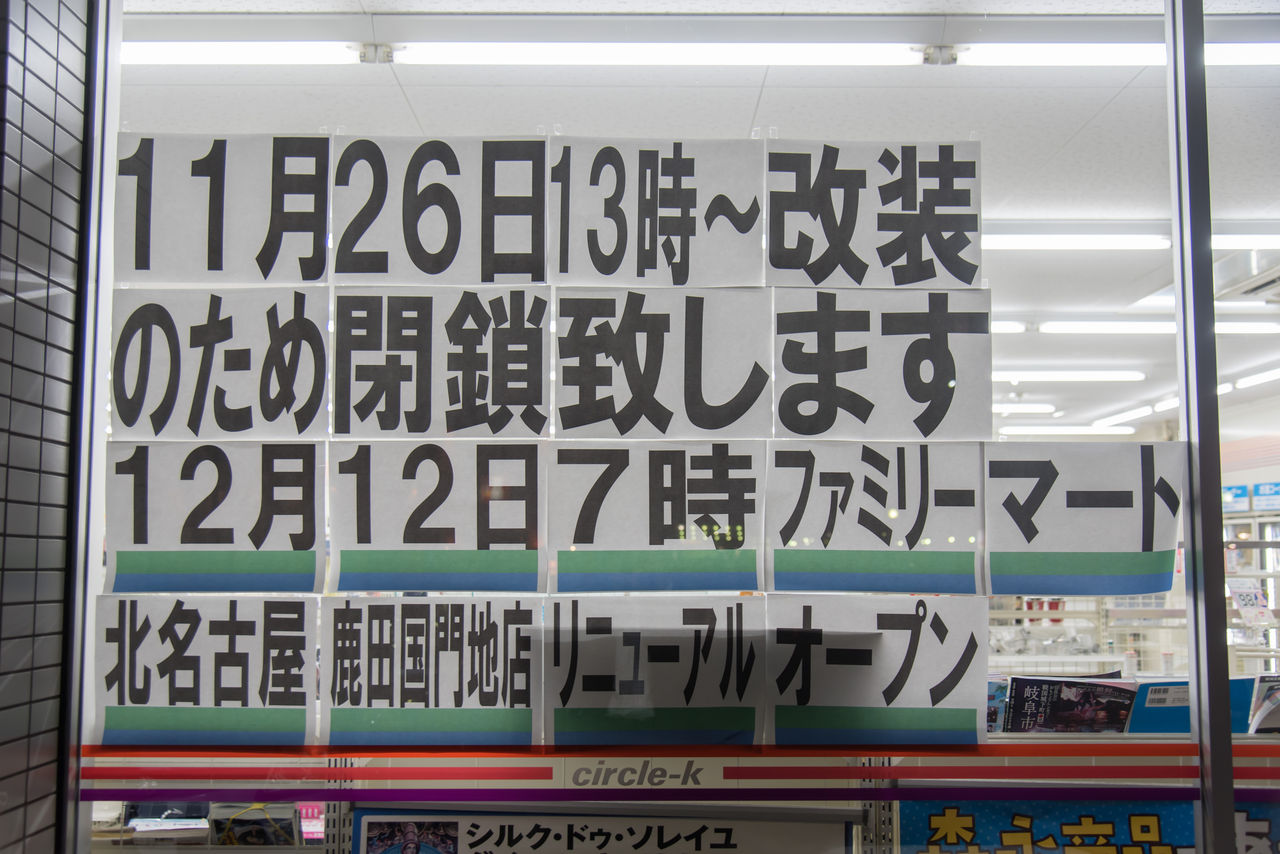 11月26日13時～改装
のため閉鎖致します
12月12日7時ファミリーマート
北名古屋鹿田国門地店リニューアルオープン
circle-k
岐阜市
シルク・ドゥ・ソレイユ